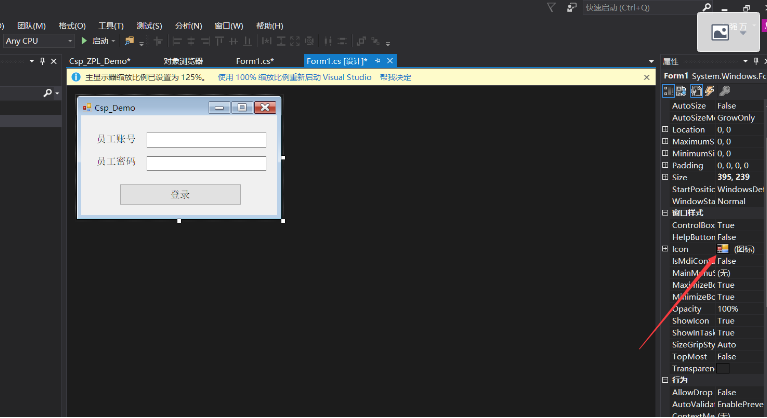 团队(M) 格式(O) 工具(T) 测试(S) 分析(N) 窗口(W) 帮助(H)
快速启动 (Ctrl+Q)
Any CPU 启动
Csp_ZPL_Demo* 对象浏览器 Form1.cs* Form1.cs [设计]*
主显示器缩放比例已设置为 125%。 使用 100% 缩放比例重新启动 Visual Studio 帮我决定
Csp_Demo
员工账号
员工密码
登录
属性
Form1 System.Windows.Fo
AutoSize False
AutoSizeMo GrowOnly
Location 0, 0
MaximumS 0, 0
MinimumSi 0, 0
Padding 0, 0, 0, 0
Size 395, 239
StartPositic WindowsDef
WindowSta Normal
窗口样式
ControlBox True
HelpButton False
Icon (图标)
IsMdiConta False
MainMenuS (无)
MaximizeBo True
MinimizeBo True
Opacity 100%
ShowIcon True
ShowInTask True
SizeGripSty Auto
TopMost False
Transparen
行为
AllowDrop False
AutoValidat EnablePreve
ContextMe (无)